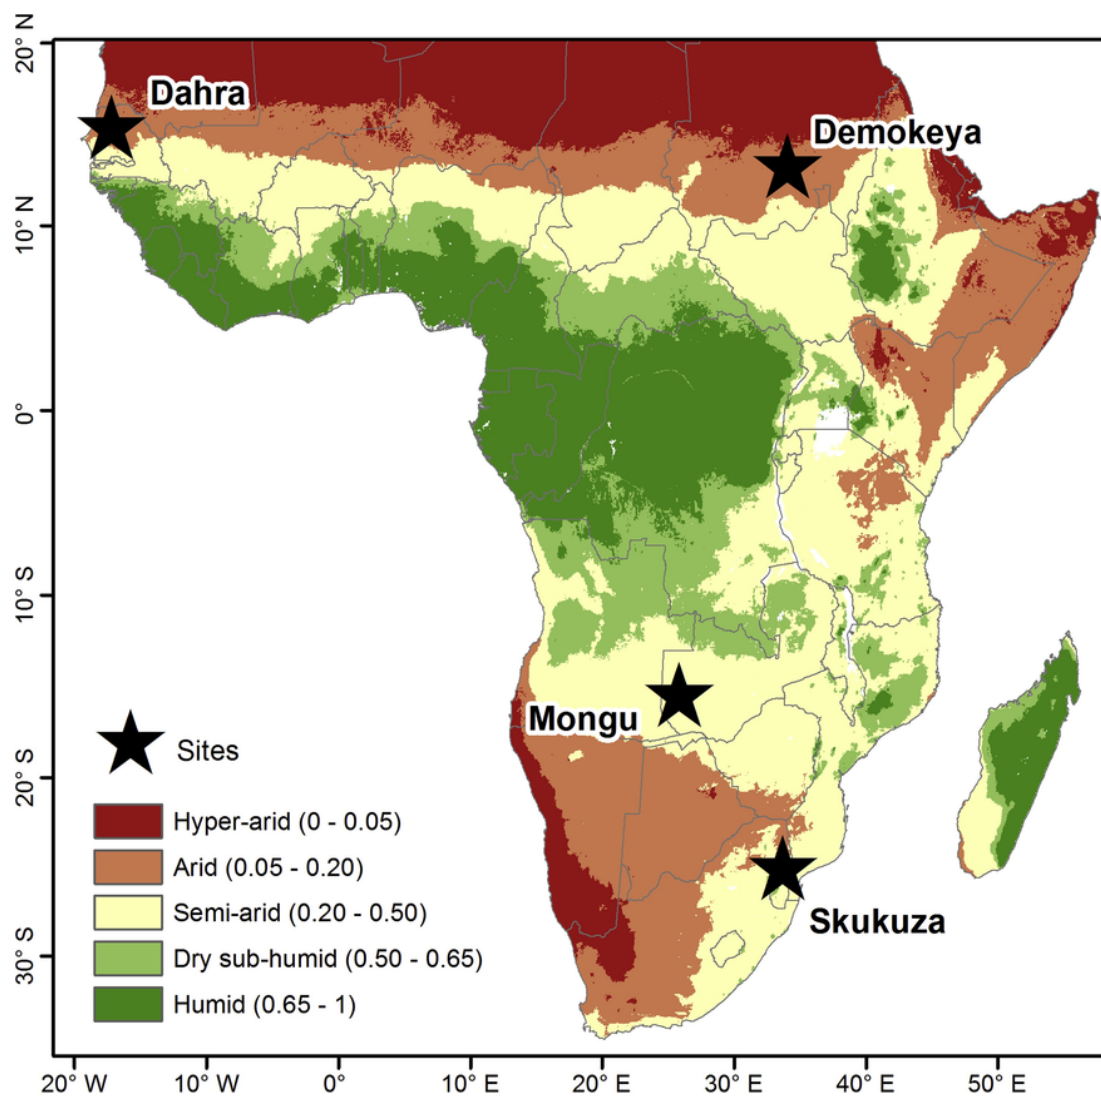 20° N
10° N
0°
10° S
20° S
30° S
Dahra
Demokeya
Mongu
Skukuza
Sites
Hyper-arid (0 - 0.05)
Arid (0.05 - 0.20)
Semi-arid (0.20 - 0.50)
Dry sub-humid (0.50 - 0.65)
Humid (0.65 - 1)
20° W 10° W 0° 10° E 20° E 30° E 40° E 50° E